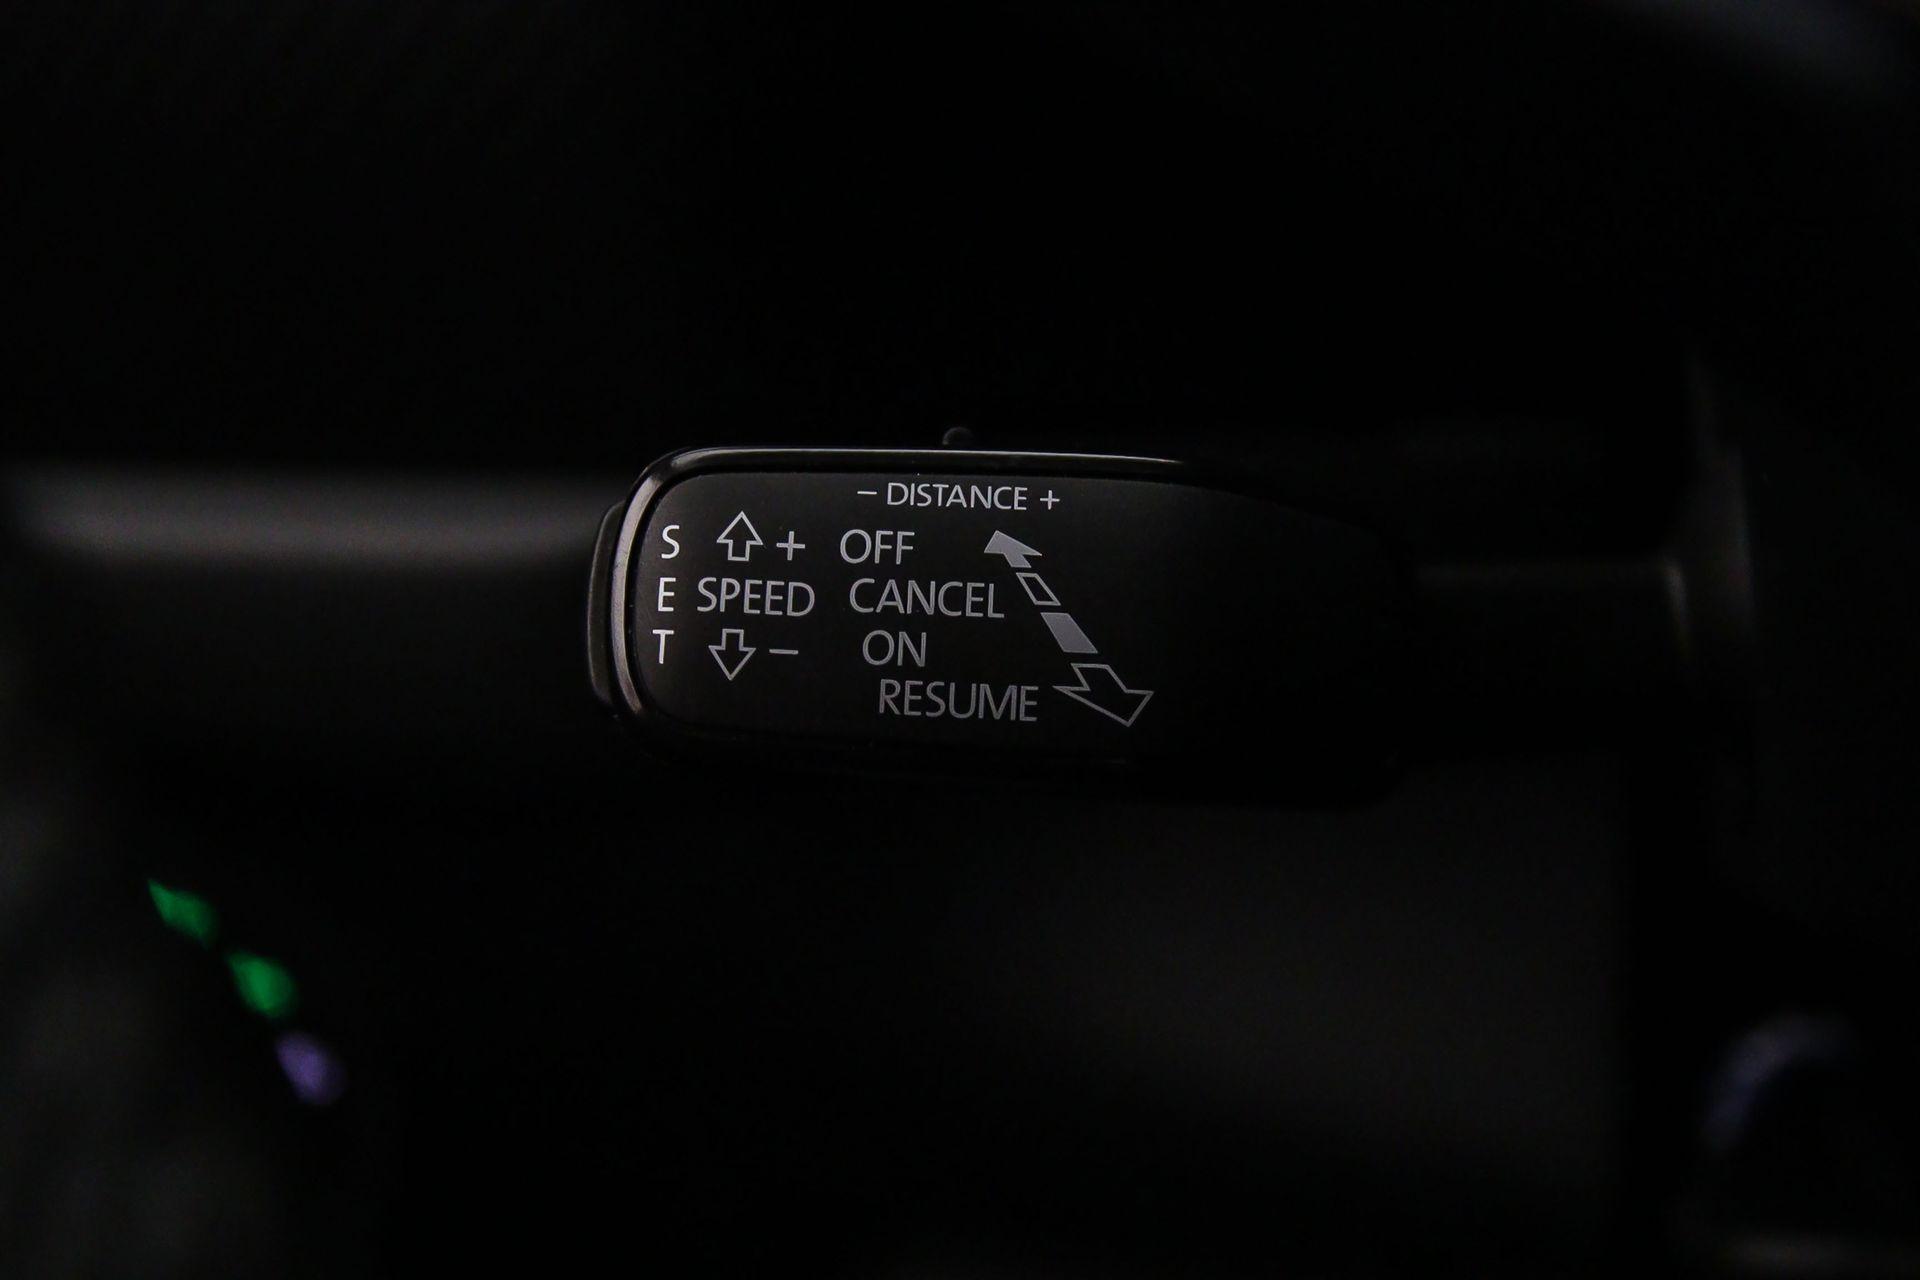 – DISTANCE +
S + OFF
E SPEED CANCEL
T – ON
RESUME